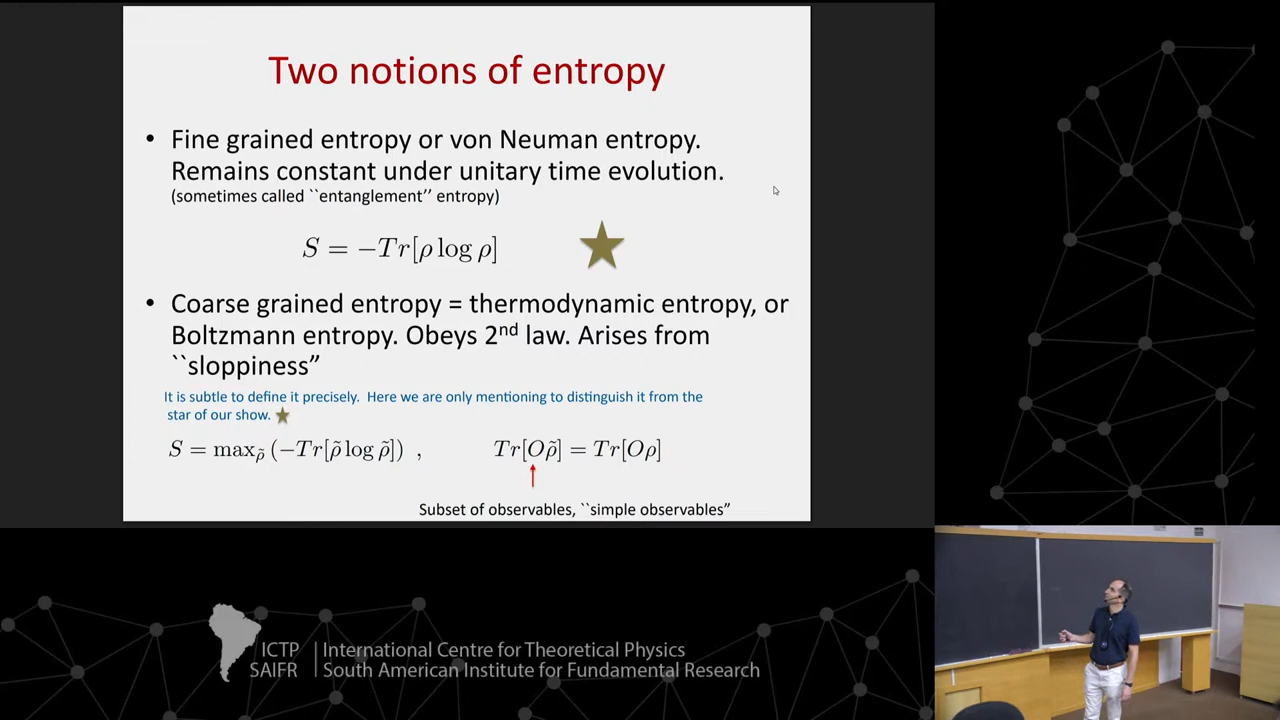 Two notions of entropy
• Fine grained entropy or von Neuman entropy.
Remains constant under unitary time evolution.
(sometimes called ``entanglement’’ entropy)
S = −Tr[ρ log ρ]
• Coarse grained entropy = thermodynamic entropy, or
Boltzmann entropy. Obeys 2nd law. Arises from
``sloppiness”
It is subtle to define it precisely. Here we are only mentioning to distinguish it from the
star of our show.
S = max_ρ̃ (−Tr[ρ̃ log ρ̃]) , Tr[Oρ̃] = Tr[Oρ]
Subset of observables, ``simple observables”
ICTP | International Centre for Theoretical Physics
SAIFR | South American Institute for Fundamental Research